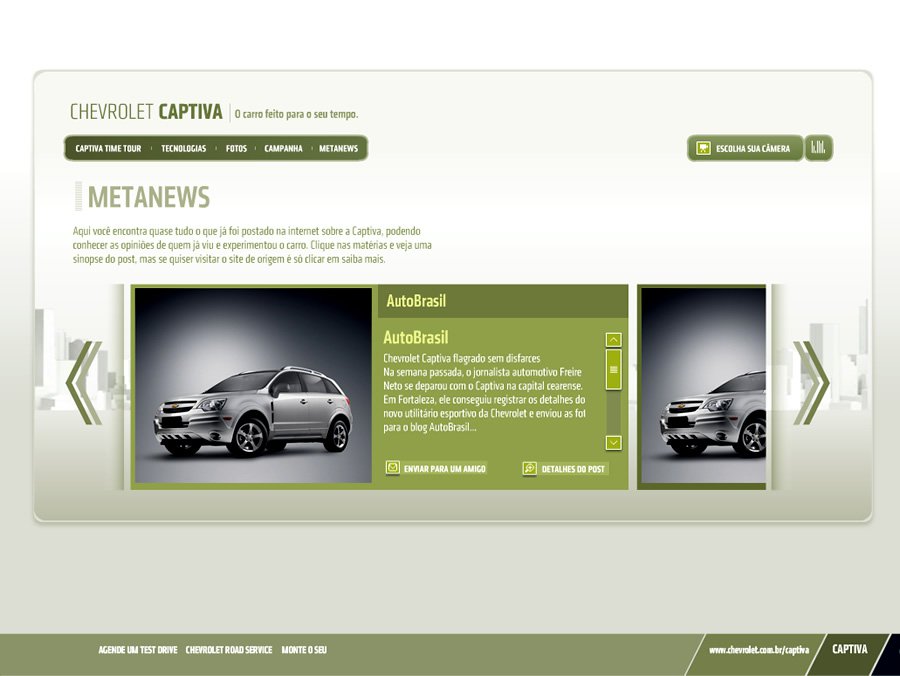 CHEVROLET CAPTIVA O carro feito para o seu tempo.
CAPTIVA TIME TOUR TECNOLOGIAS FOTOS CAMPANHA METANEWS
ESCOLHA SUA CÂMERA
METANEWS
Aqui você encontra quase tudo o que já foi postado na internet sobre a Captiva, podendo
conhecer as opiniões de quem já viu e experimentou o carro. Clique nas matérias e veja uma
sinopse do post, mas se quiser visitar o site de origem é só clicar em saiba mais.
AutoBrasil
AutoBrasil
Chevrolet Captiva flagrado sem disfarces
Na semana passada, o jornalista automotivo Freire
Neto se deparou com o Captiva na capital cearense.
Em Fortaleza, ele conseguiu registrar os detalhes do
novo utilitário esportivo da Chevrolet e enviou as fot
para o blog AutoBrasil...
ENVIAR PARA UM AMIGO DETALHES DO POST
AGENDE UM TEST DRIVE CHEVROLET ROAD SERVICE MONTE O SEU
www.chevrolet.com.br/captiva CAPTIVA